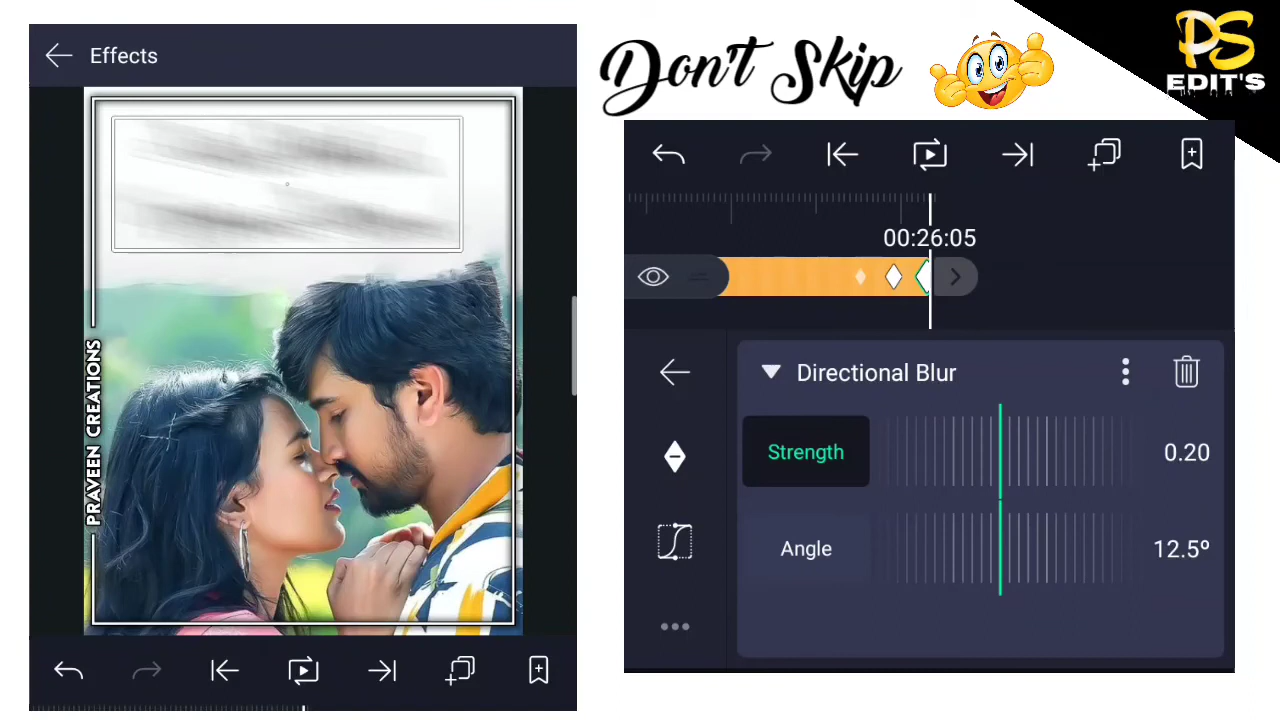 Effects
PRAVEEN CREATIONS
Don't Skip
PS
EDIT'S
00:26:05
Directional Blur
Strength
0.20
Angle
12.5º